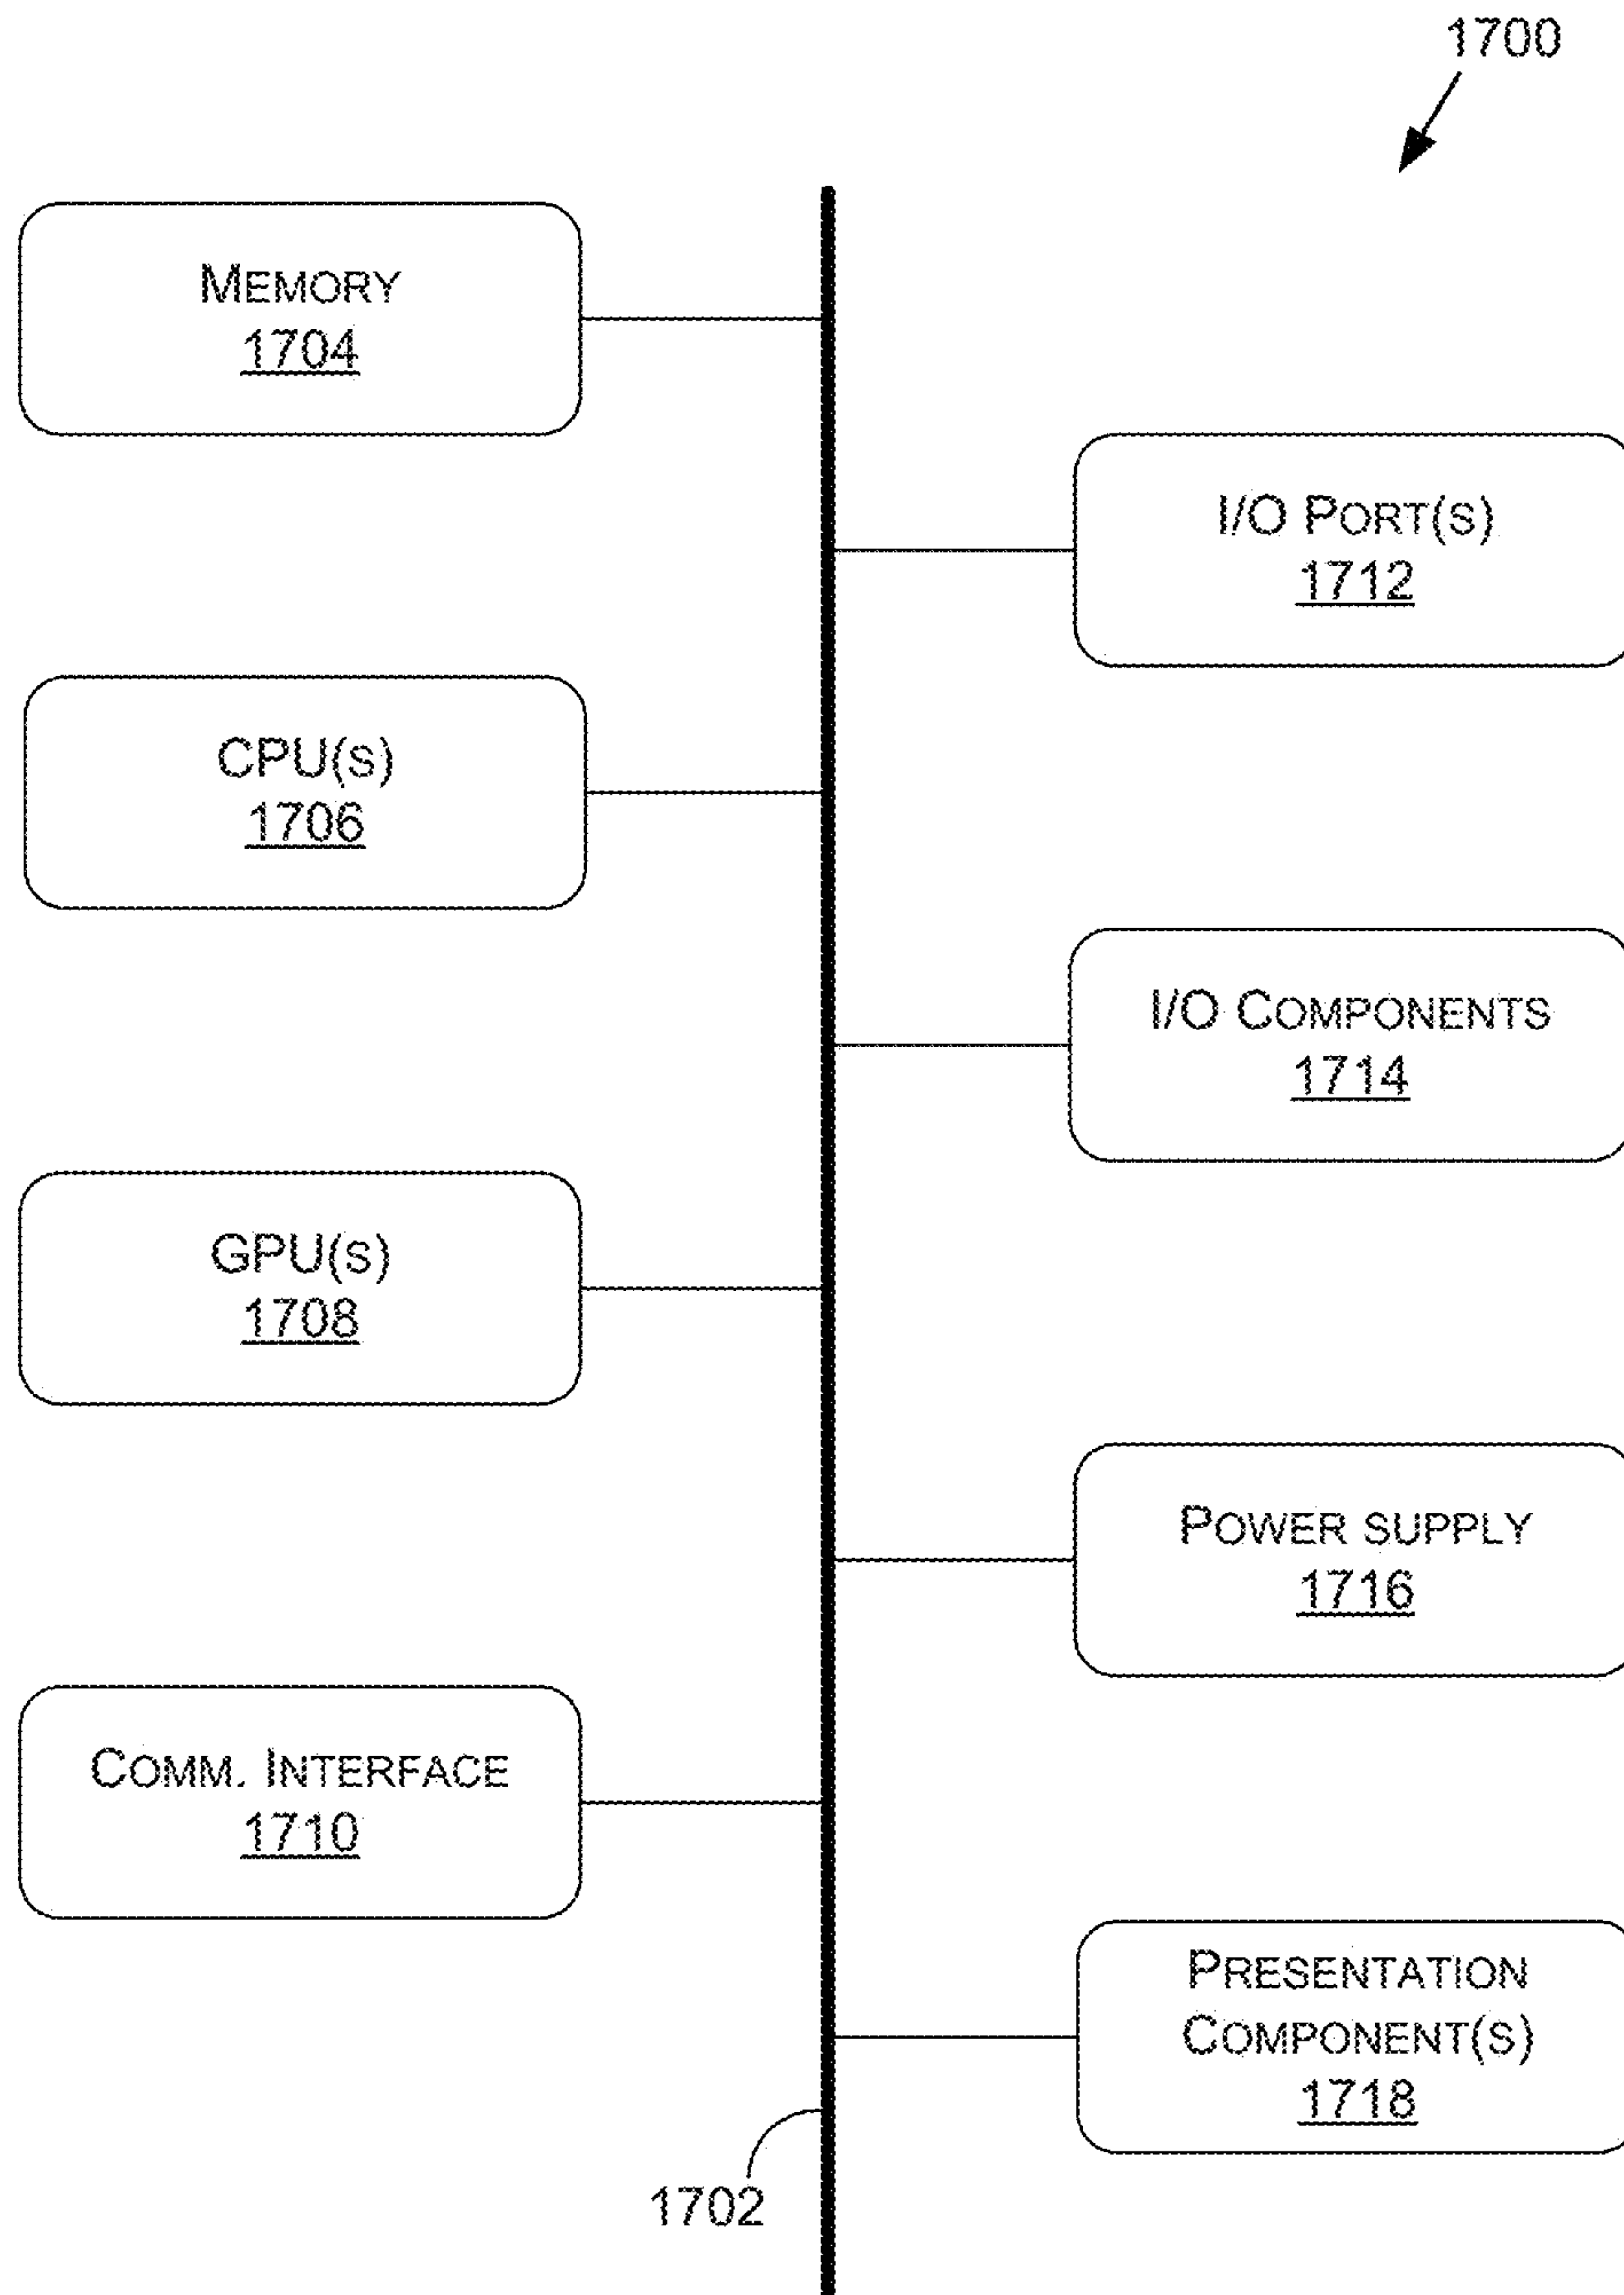 1700
MEMORY
1704
I/O PORT(S)
1712
CPU(S)
1706
I/O COMPONENTS
1714
GPU(S)
1708
POWER SUPPLY
1716
COMM. INTERFACE
1710
PRESENTATION
COMPONENT(S)
1718
1702